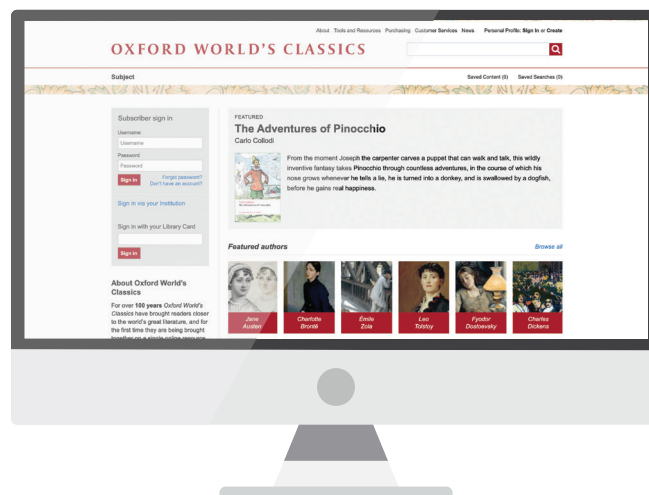 About Tools and Resources Purchasing Customer Services News Personal Profile: Sign In or Create
OXFORD WORLD'S CLASSICS
Subject
Saved Content (0) Saved Searches (0)
Subscriber sign in
Username
Username
Password
Password
Sign in
Forgot password?
Don't have an account?
Sign in via your Institution
Sign in with your Library Card
Sign in
About Oxford World's
Classics
For over 100 years Oxford World's
Classics have brought readers closer
to the world's great literature, and for
the first time they are being brought
together on a single online resource
FEATURED
The Adventures of Pinocchio
Carlo Collodi
From the moment Joseph the carpenter carves a puppet that can walk and talk, this wildly
inventive fantasy takes Pinocchio through countless adventures, in the course of which his
nose grows whenever he tells a lie, he is turned into a donkey, and is swallowed by a dogfish,
before he gains real happiness.
Featured authors
Browse all
Jane
Austen
Charlotte
Brontë
Émile
Zola
Leo
Tolstoy
Fyodor
Dostoevsky
Charles
Dickens